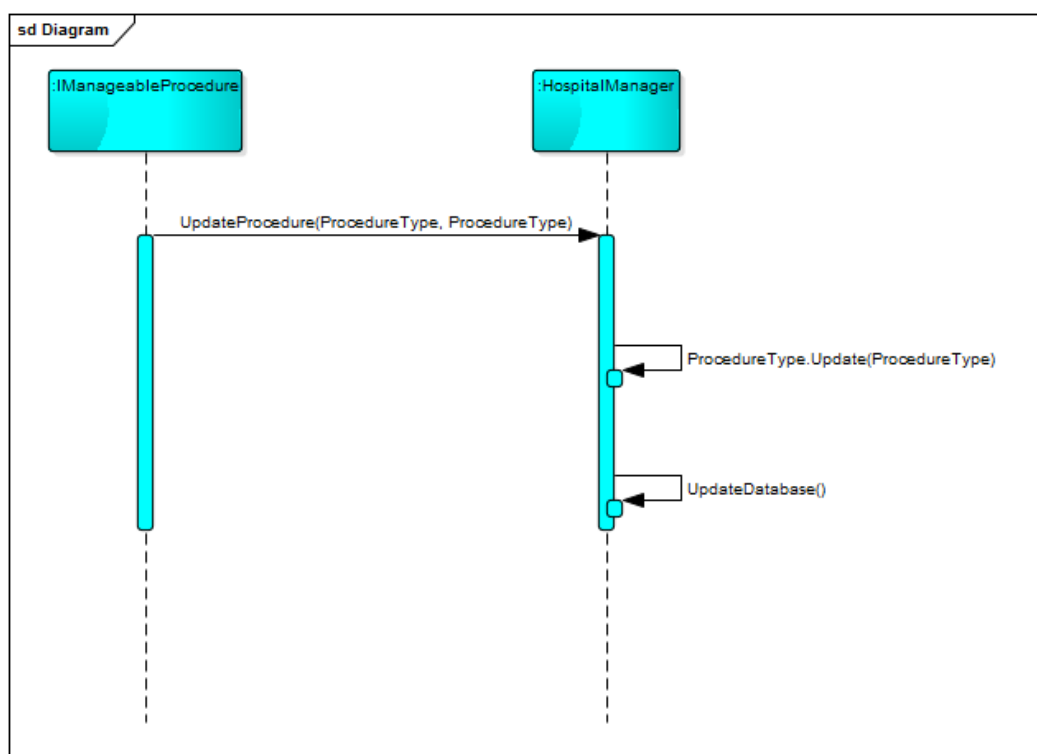 sd Diagram
:IManageableProcedure
:HospitalManager
UpdateProcedure(ProcedureType, ProcedureType)
ProcedureType.Update(ProcedureType)
UpdateDatabase()